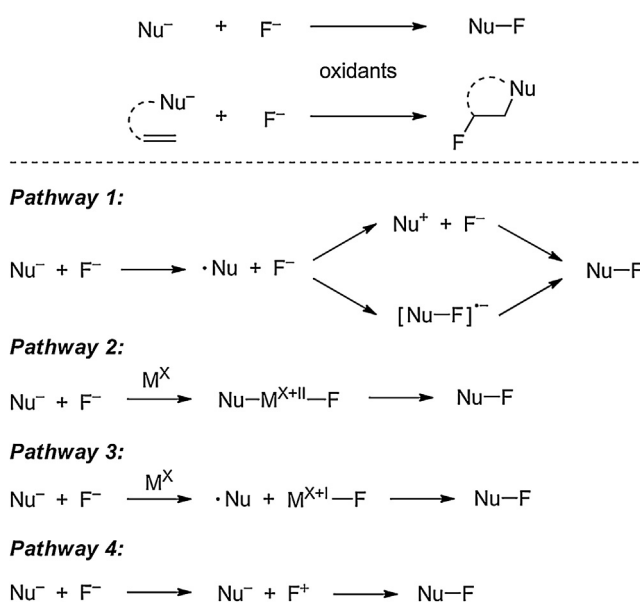 Nu⁻ + F⁻ Nu—F
oxidants
Nu⁻ + F⁻ Nu F
Pathway 1:
Nu⁺ + F⁻
Nu⁻ + F⁻ ·Nu + F⁻ Nu—F
[Nu—F]·⁻
Pathway 2:
Mˣ
Nu⁻ + F⁻ Nu—Mˣ⁺ᴵᴵ—F Nu—F
Pathway 3:
Mˣ
Nu⁻ + F⁻ ·Nu + Mˣ⁺ᴵ—F Nu—F
Pathway 4:
Nu⁻ + F⁻ Nu⁻ + F⁺ Nu—F